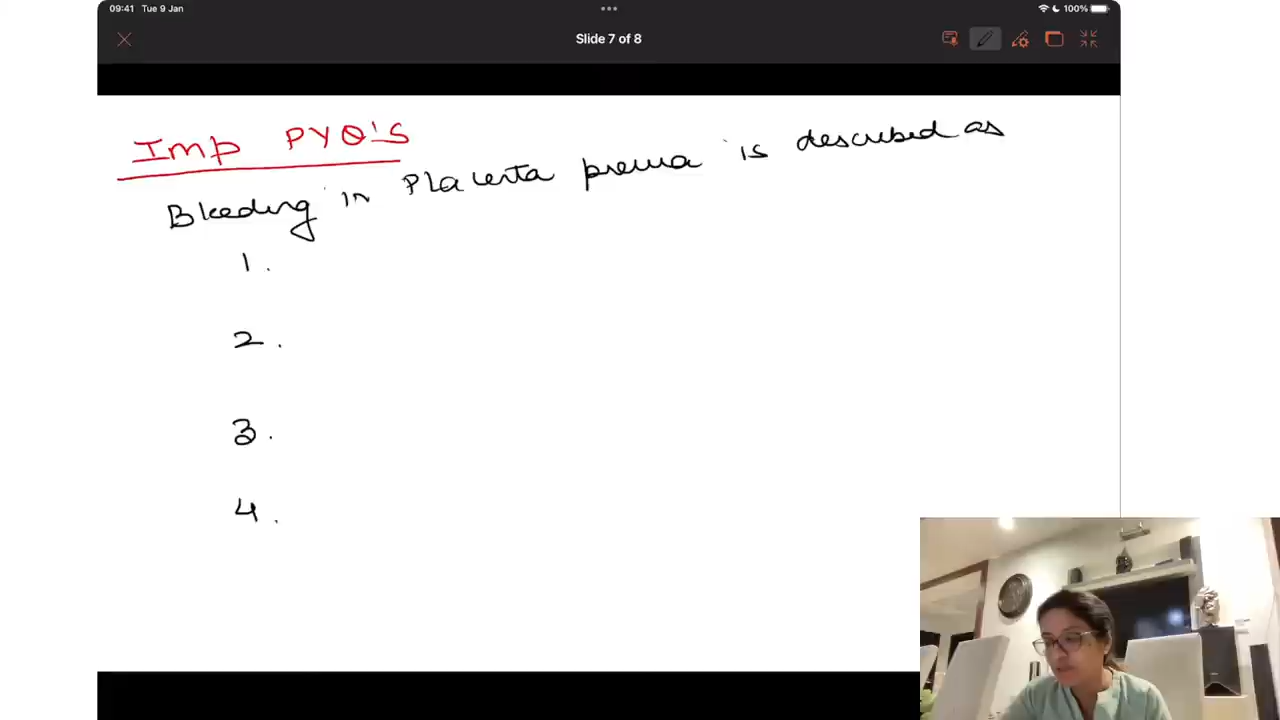 09:41 Tue 9 Jan
100%
Slide 7 of 8
Imp PYQ's
Bleeding in Placenta previa is described as
1.
2.
3.
4.